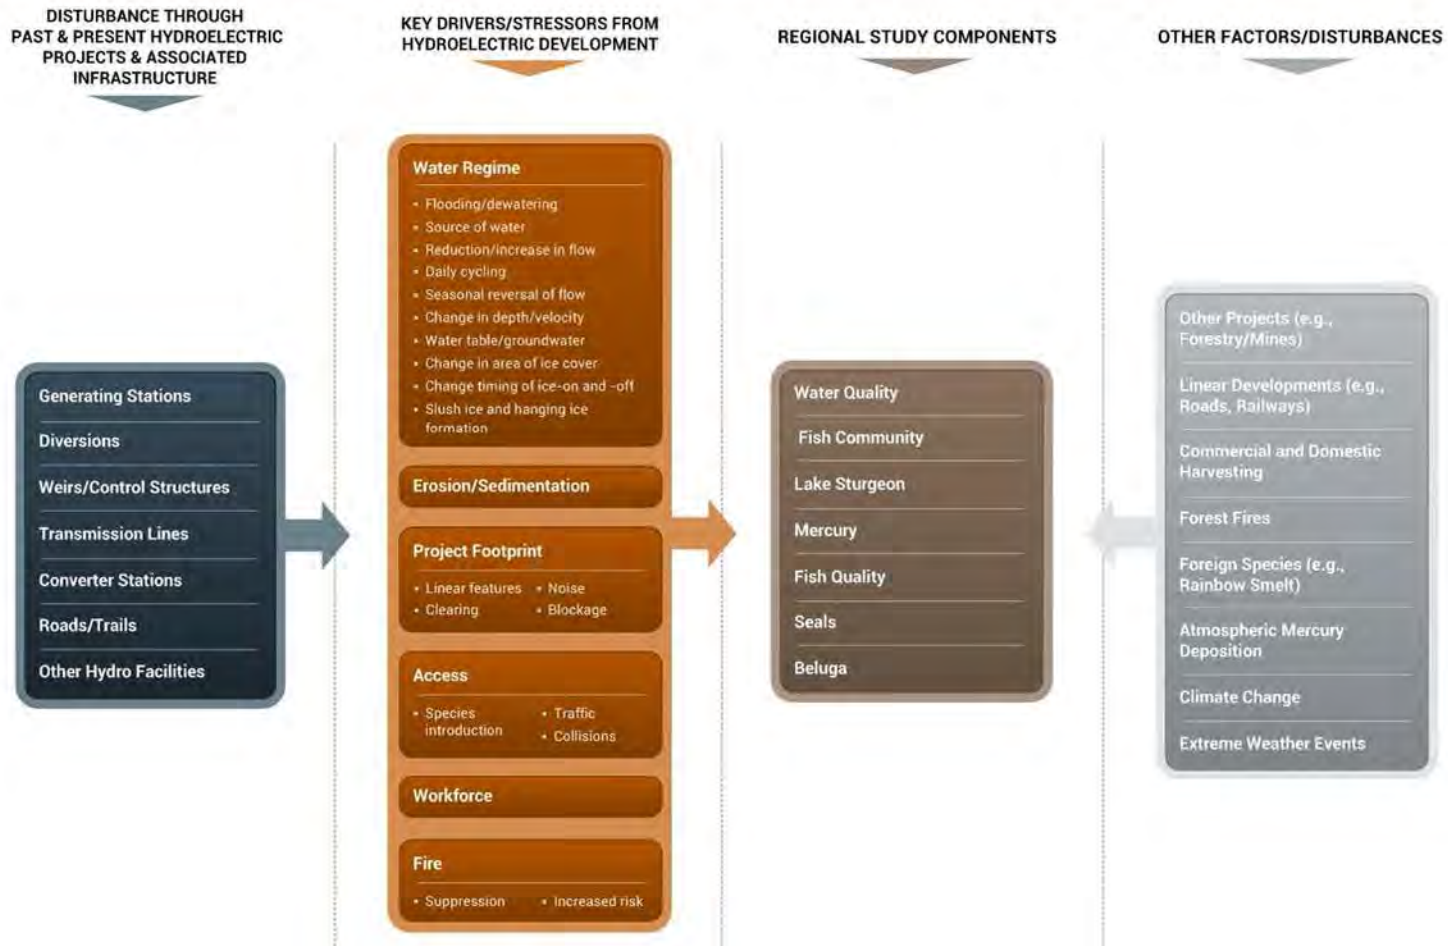 DISTURBANCE THROUGH
PAST & PRESENT HYDROELECTRIC
PROJECTS & ASSOCIATED
INFRASTRUCTURE
Generating Stations
Diversions
Weirs/Control Structures
Transmission Lines
Converter Stations
Roads/Trails
Other Hydro Facilities
KEY DRIVERS/STRESSORS FROM
HYDROELECTRIC DEVELOPMENT
Water Regime
• Flooding/dewatering
• Source of water
• Reduction/increase in flow
• Daily cycling
• Seasonal reversal of flow
• Change in depth/velocity
• Water table/groundwater
• Change in area of ice cover
• Change timing of ice-on and -off
• Slush ice and hanging ice
formation
Erosion/Sedimentation
Project Footprint
• Linear features
• Clearing
• Noise
• Blockage
Access
• Species
introduction
• Traffic
• Collisions
Workforce
Fire
• Suppression
• Increased risk
REGIONAL STUDY COMPONENTS
Water Quality
Fish Community
Lake Sturgeon
Mercury
Fish Quality
Seals
Beluga
OTHER FACTORS/DISTURBANCES
Other Projects (e.g.,
Forestry/Mines)
Linear Developments (e.g.,
Roads, Railways)
Commercial and Domestic
Harvesting
Forest Fires
Foreign Species (e.g.,
Rainbow Smelt)
Atmospheric Mercury
Deposition
Climate Change
Extreme Weather Events